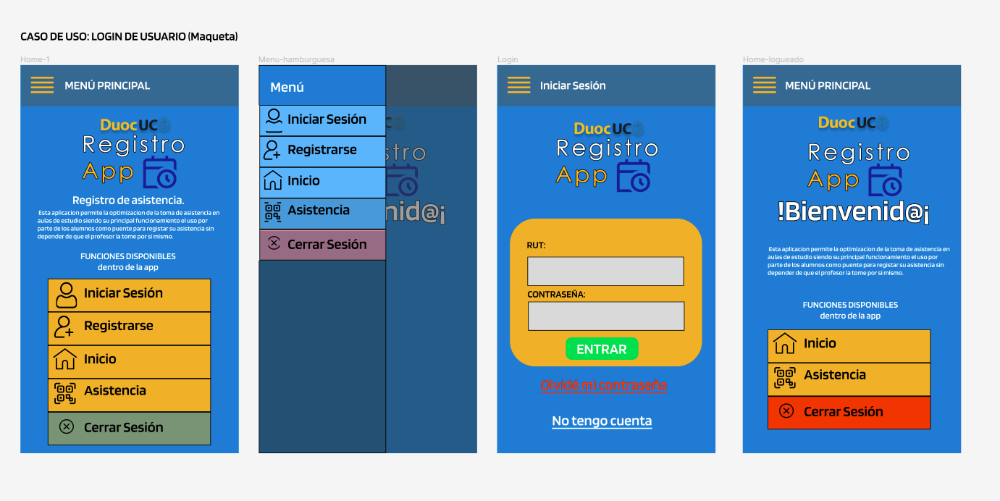 CASO DE USO: LOGIN DE USUARIO (Maqueta)
Home-1
MENÚ PRINCIPAL
DuocUC
Registro
App
Registro de asistencia.
Esta aplicacion permite la optimizacion de la toma de asistencia en
aulas de estudio siendo su principal funcionamiento el uso por
parte de los alumnos como puente para registar su asistencia sin
depender de que el profesor la tome por si mismo.
FUNCIONES DISPONIBLES
dentro de la app
Iniciar Sesión
Registrarse
Inicio
Asistencia
Cerrar Sesión
Menu-hamburguesa
Menú
Iniciar Sesión
Registrarse
Inicio
Asistencia
Cerrar Sesión
stro
nid@¡
Login
Iniciar Sesión
DuocUC
Registro
App
RUT:
CONTRASEÑA:
ENTRAR
Olvidé mi contraseña
No tengo cuenta
Home-logueado
MENÚ PRINCIPAL
DuocUC
Registro
App
!Bienvenid@¡
Esta aplicacion permite la optimizacion de la toma de asistencia en
aulas de estudio siendo su principal funcionamiento el uso por
parte de los alumnos como puente para registar su asistencia sin
depender de que el profesor la tome por si mismo.
FUNCIONES DISPONIBLES
dentro de la app
Inicio
Asistencia
Cerrar Sesión